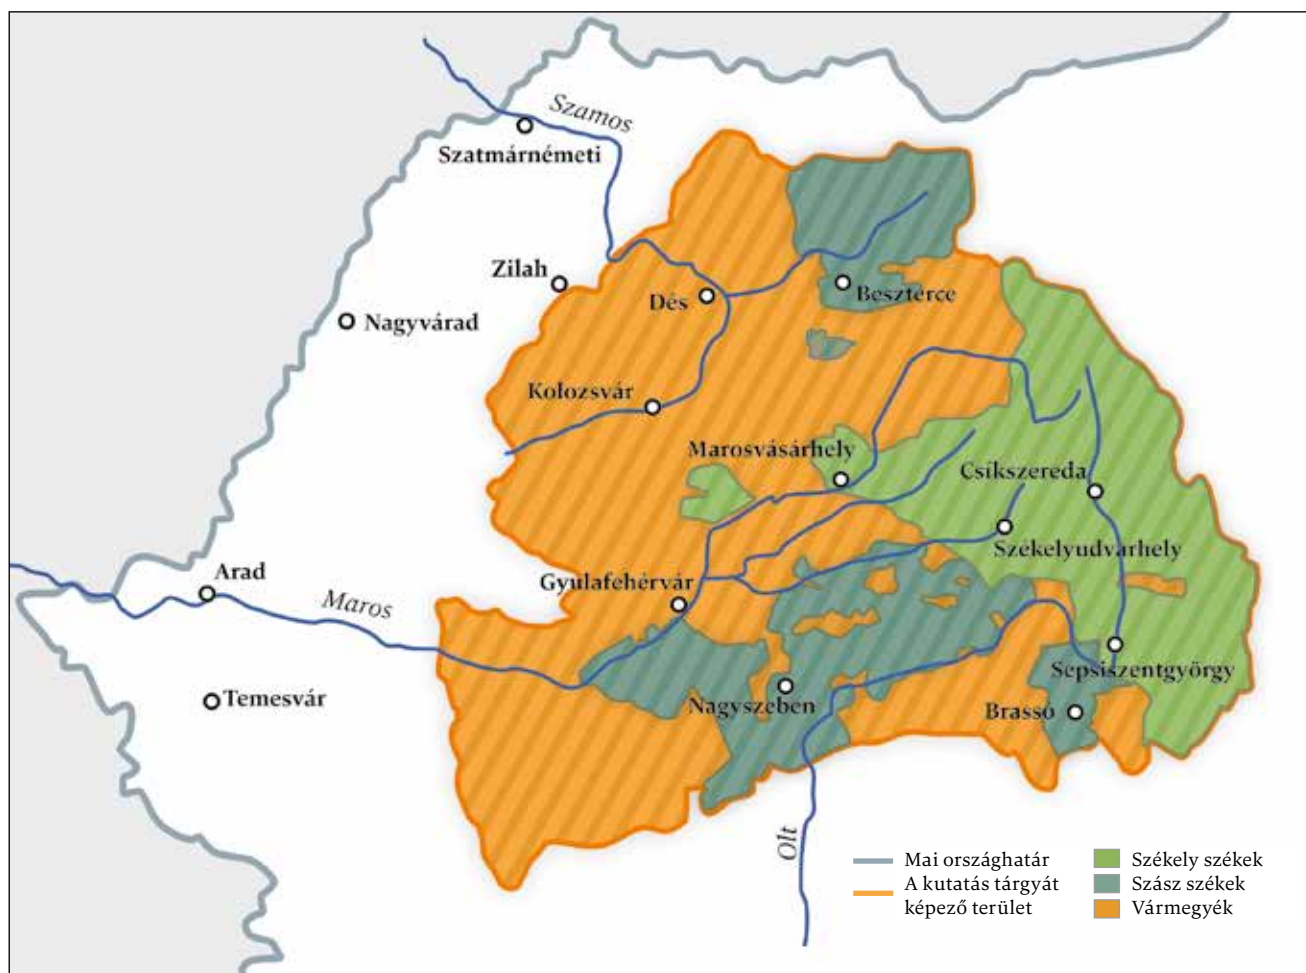 Szamos
Szatmárnémeti
Zilah
Nagyvárad
Dés
Beszterce
Kolozsvár
Marosvásárhely
Csíkszereda
Székelyudvarhely
Arad
Maros
Gyulafehérvár
Temesvár
Nagyszeben
Sepsiszentgyörgy
Brassó
Olt
Mai országhatár
A kutatás tárgyát
képező terület
Székely székek
Szász székek
Vármegyék